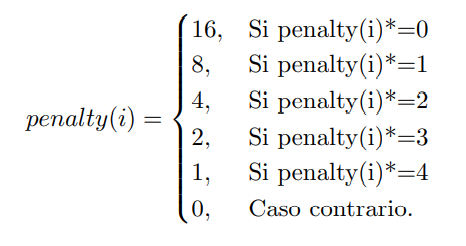 16, Si penalty(i)*=0
8, Si penalty(i)*=1
4, Si penalty(i)*=2
penalty(i) =
2, Si penalty(i)*=3
1, Si penalty(i)*=4
0, Caso contrario.